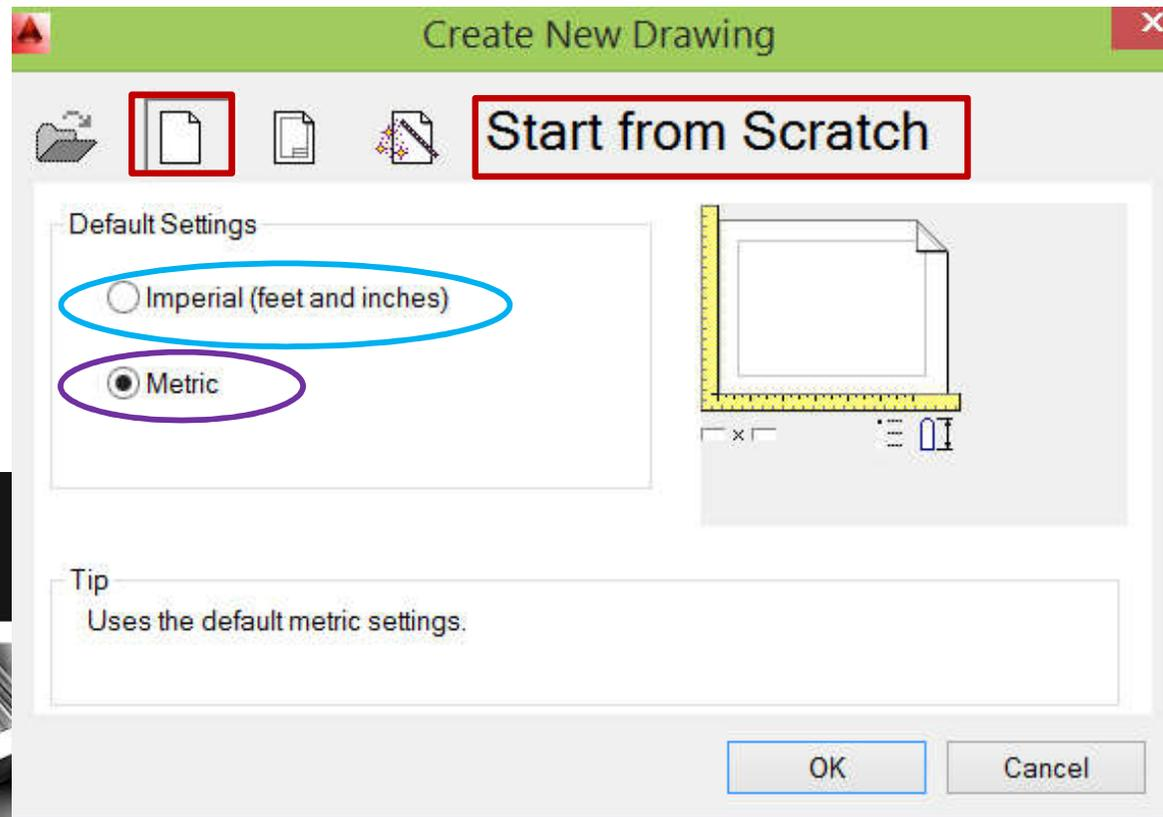 Create New Drawing
Start from Scratch
Default Settings
Imperial (feet and inches)
Metric
Tip
Uses the default metric settings.
OK
Cancel